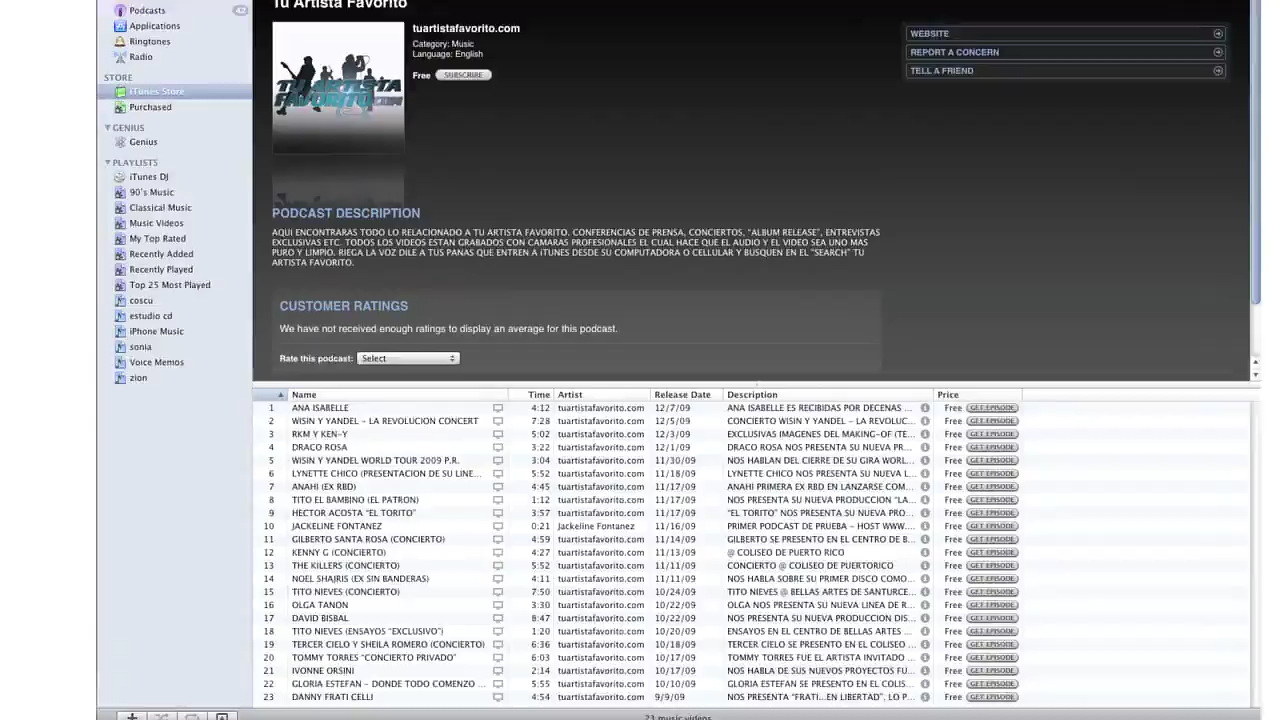 Podcasts
42
Applications
Ringtones
Radio
STORE
iTunes Store
Purchased
GENIUS
Genius
PLAYLISTS
iTunes DJ
90's Music
Classical Music
Music Videos
My Top Rated
Recently Added
Recently Played
Top 25 Most Played
coscu
estudio cd
iPhone Music
sonia
Voice Memos
zion
Tu Artista Favorito
TU ARTISTA
FAVORITO.COM
tuartistafavorito.com
Category: Music
Language: English
Free SUBSCRIBE
WEBSITE
REPORT A CONCERN
TELL A FRIEND
PODCAST DESCRIPTION
AQUI ENCONTRARAS TODO LO RELACIONADO A TU ARTISTA FAVORITO. CONFERENCIAS DE PRENSA, CONCIERTOS, "ALBUM RELEASE", ENTREVISTAS
EXCLUSIVAS ETC. TODOS LOS VIDEOS ESTAN GRABADOS CON CAMARAS PROFESIONALES EL CUAL HACE QUE EL AUDIO Y EL VIDEO SEA UNO MAS
PURO Y LIMPIO. RIEGA LA VOZ DILE A TUS PANAS QUE ENTREN A iTUNES DESDE SU COMPUTADORA O CELLULAR Y BUSQUEN EN EL "SEARCH" TU
ARTISTA FAVORITO.
CUSTOMER RATINGS
We have not received enough ratings to display an average for this podcast.
Rate this podcast: Select
Name Time Artist Release Date Description Price
1 ANA ISABELLE 4:12 tuartistafavorito.com 12/7/09 ANA ISABELLE ES RECIBIDAS POR DECENAS ... Free GET EPISODE
2 WISIN Y YANDEL - LA REVOLUCION CONCERT 7:28 tuartistafavorito.com 12/5/09 CONCIERTO WISIN Y YANDEL - LA REVOLUC... Free GET EPISODE
3 RKM Y KEN-Y 5:02 tuartistafavorito.com 12/3/09 EXCLUSIVAS IMAGENES DEL MAKING-OF (TE... Free GET EPISODE
4 DRACO ROSA 3:22 tuartistafavorito.com 12/1/09 DRACO ROSA NOS PRESENTA SU NUEVA PR... Free GET EPISODE
5 WISIN Y YANDEL WORLD TOUR 2009 P.R. 3:04 tuartistafavorito.com 11/30/09 NOS HABLAN DEL CIERRE DE SU GIRA WORL... Free GET EPISODE
6 LYNETTE CHICO (PRESENTACION DE SU LINE... 5:52 tuartistafavorito.com 11/18/09 LYNETTE CHICO NOS PRESENTA SU NUEVA L... Free GET EPISODE
7 ANAHI (EX RBD) 4:45 tuartistafavorito.com 11/17/09 ANAHI PRIMERA EX RBD EN LANZARSE COM... Free GET EPISODE
8 TITO EL BAMBINO (EL PATRON) 1:12 tuartistafavorito.com 11/17/09 NOS PRESENTA SU NUEVA PRODUCCION "LA... Free GET EPISODE
9 HECTOR ACOSTA "EL TORITO" 3:57 tuartistafavorito.com 11/17/09 "EL TORITO" NOS PRESENTA SU NUEVA PRO... Free GET EPISODE
10 JACKELINE FONTANEZ 0:21 Jackeline Fontanez 11/16/09 PRIMER PODCAST DE PRUEBA - HOST WWW.... Free GET EPISODE
11 GILBERTO SANTA ROSA (CONCIERTO) 4:59 tuartistafavorito.com 11/14/09 GILBERTO SE PRESENTO EN EL CENTRO DE B... Free GET EPISODE
12 KENNY G (CONCIERTO) 4:27 tuartistafavorito.com 11/13/09 @ COLISEO DE PUERTO RICO Free GET EPISODE
13 THE KILLERS (CONCIERTO) 5:52 tuartistafavorito.com 11/11/09 CONCIERTO @ COLISEO DE PUERTORICO Free GET EPISODE
14 NOEL SHAJRIS (EX SIN BANDERAS) 4:11 tuartistafavorito.com 11/11/09 NOS HABLA SOBRE SU PRIMER DISCO COMO... Free GET EPISODE
15 TITO NIEVES (CONCIERTO) 7:50 tuartistafavorito.com 10/24/09 TITO NIEVES @ BELLAS ARTES DE SANTURCE... Free GET EPISODE
16 OLGA TANON 3:30 tuartistafavorito.com 10/22/09 OLGA NOS PRESENTA SU NUEVA LINEA DE R... Free GET EPISODE
17 DAVID BISBAL 8:47 tuartistafavorito.com 10/22/09 NOS PRESENTA SU NUEVA PRODUCCION DIS... Free GET EPISODE
18 TITO NIEVES (ENSAYOS "EXCLUSIVO") 1:20 tuartistafavorito.com 10/20/09 ENSAYOS EN EL CENTRO DE BELLAS ARTES ... Free GET EPISODE
19 TERCER CIELO Y SHEILA ROMERO (CONCIERTO) 6:36 tuartistafavorito.com 10/18/09 TERCER CIELO SE PRESENTO EN EL COLISEO ... Free GET EPISODE
20 TOMMY TORRES "CONCIERTO PRIVADO" 6:03 tuartistafavorito.com 10/17/09 TOMMY TORRES FUE EL ARTISTA INVITADO ... Free GET EPISODE
21 IVONNE ORSINI 2:14 tuartistafavorito.com 10/17/09 NOS HABLA DE SUS NUEVOS PROYECTOS FU... Free GET EPISODE
22 GLORIA ESTEFAN - DONDE TODO COMENZO ... 5:55 tuartistafavorito.com 10/10/09 GLORIA ESTEFAN SE PRESENTO EN EL COLIS... Free GET EPISODE
23 DANNY FRATI CELLI 4:54 tuartistafavorito.com 9/9/09 NOS PRESENTA "FRATI...EN LIBERTAD", LO P... Free GET EPISODE
23 music videos